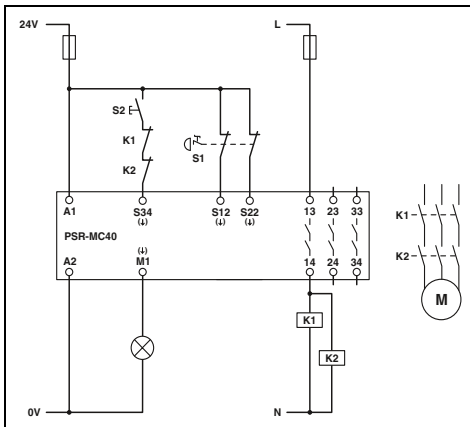 24V
L
S2
K1
K2
S1
A1
S34
(↓)
S12
(↓)
S22
(↓)
13
23
33
PSR-MC40
A2
(↓)
M1
14
24
34
K1
K2
M
K1
K2
0V
N